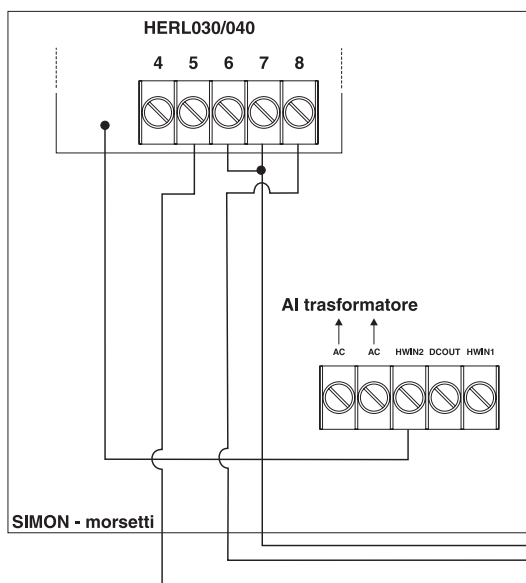 HERL030/040
4 5 6 7 8
Al trasformatore
AC AC HWIN2 DCOUT HWIN1
SIMON - morsetti